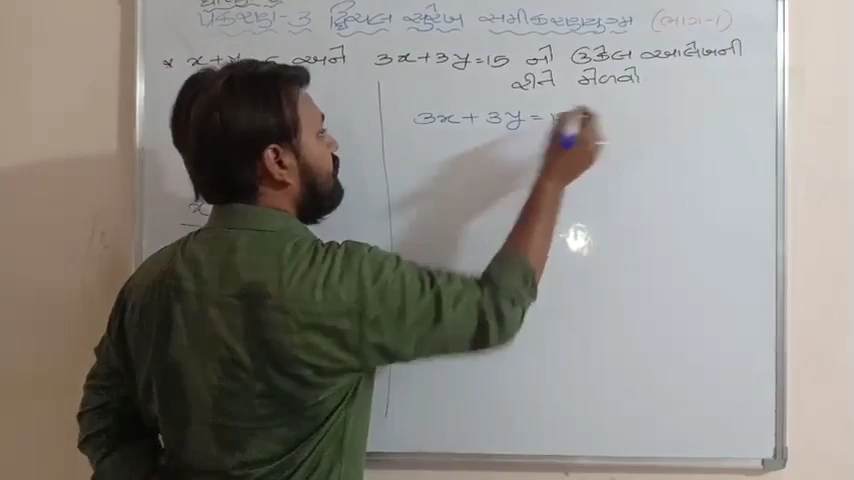 પ્રકરણ-3 દ્વિચલ સુરેખ સમીકરણયુગ્મ (ભાગ-1)
* x+y= અને 3x+3y=15 નો ઉકેલ આલેખની
રીતે મેળવો.
3x+3y=
x